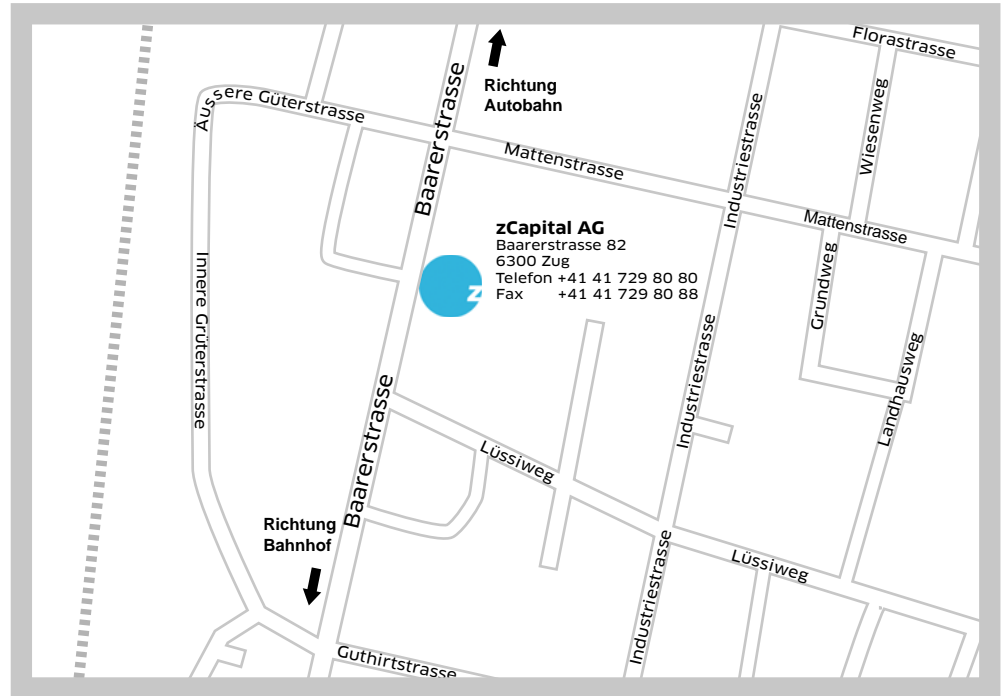 Florastrasse
Richtung
Autobahn
Äussere Güterstrasse
Baarerstrasse
Industriestrasse
Wiesenweg
Mattenstrasse
Mattenstrasse
zCapital AG
Baarerstrasse 82
6300 Zug
Telefon +41 41 729 80 80
Fax +41 41 729 80 88
z
Grundweg
Innere Grüterstrasse
Industriestrasse
Landhausweg
Baarerstrasse
Lüssiweg
Richtung
Bahnhof
Lüssiweg
Industriestrasse
Guthirtstrasse